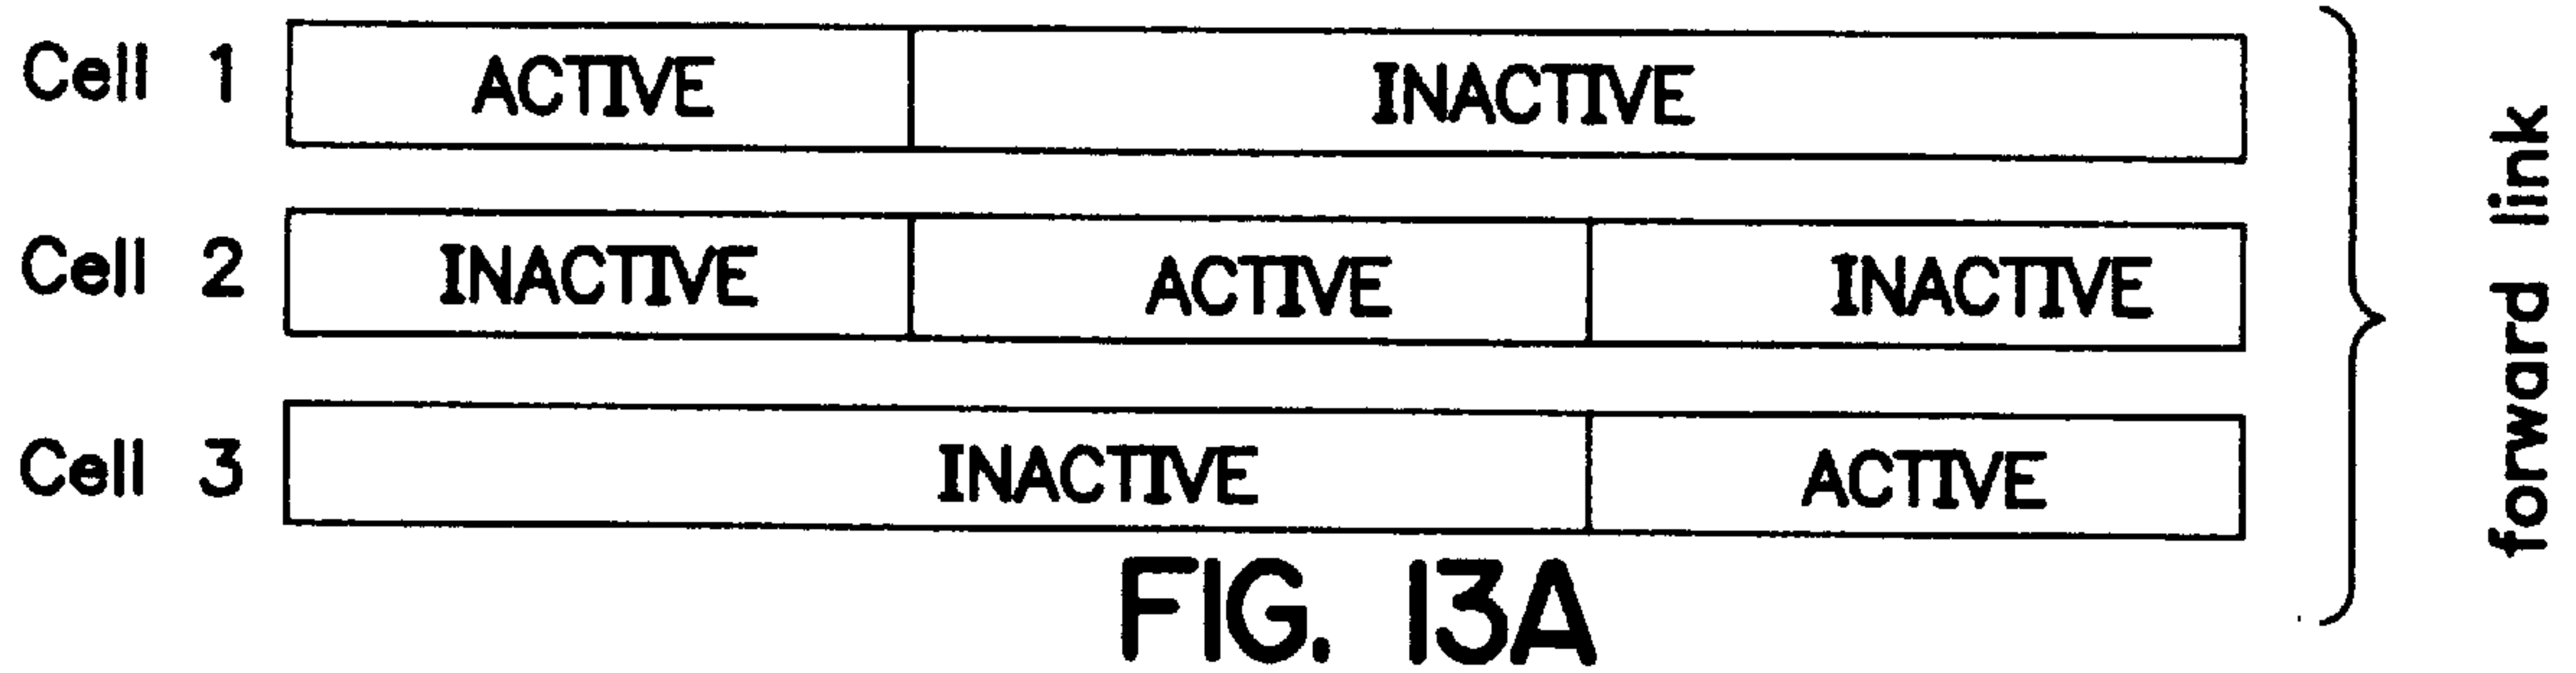 Cell 1 ACTIVE INACTIVE
Cell 2 INACTIVE ACTIVE INACTIVE
Cell 3 INACTIVE ACTIVE
forward link
FIG. 13A